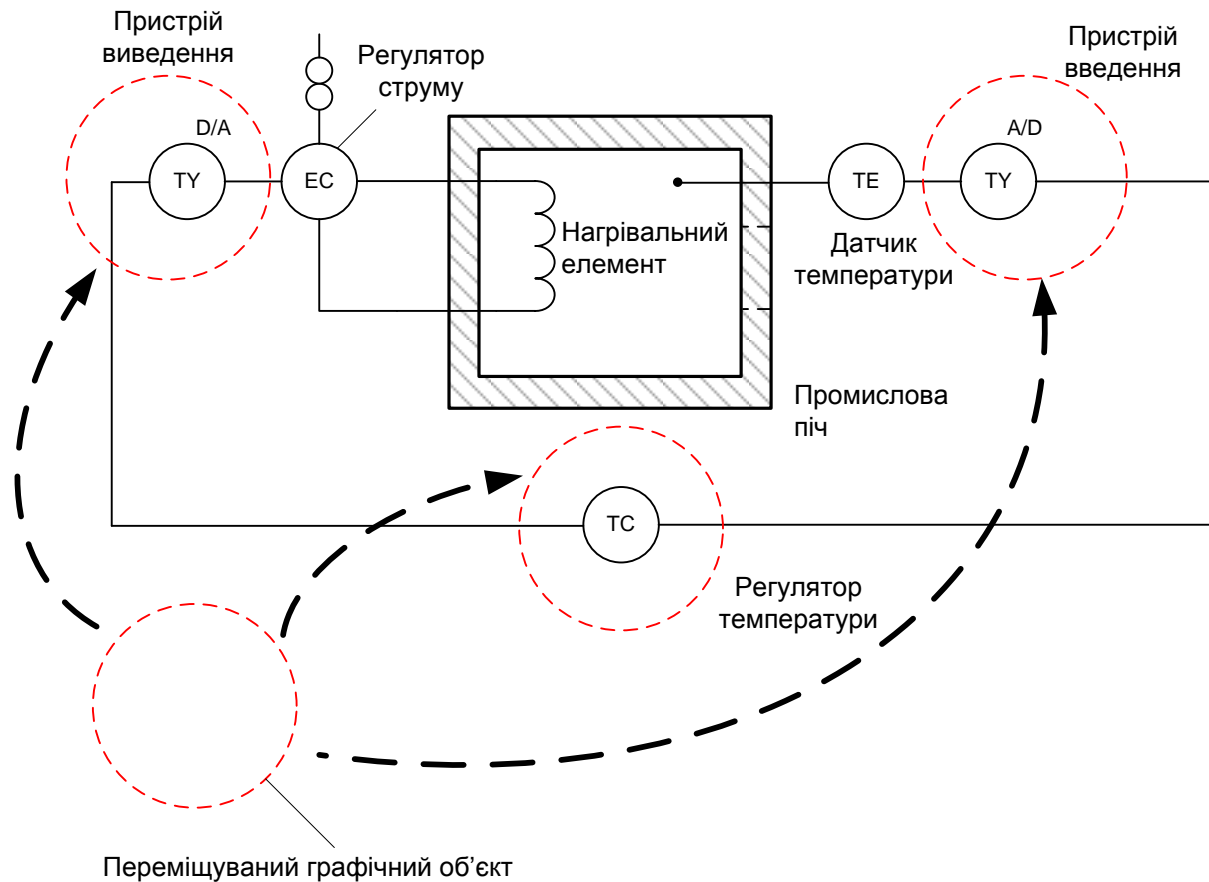 Пристрій
виведення
Регулятор
струму
Пристрій
введення
D/A
A/D
TY
EC
TE
TY
Нагрівальний
елемент
Датчик
температури
Промислова
піч
TC
Регулятор
температури
Переміщуваний графічний об’єкт